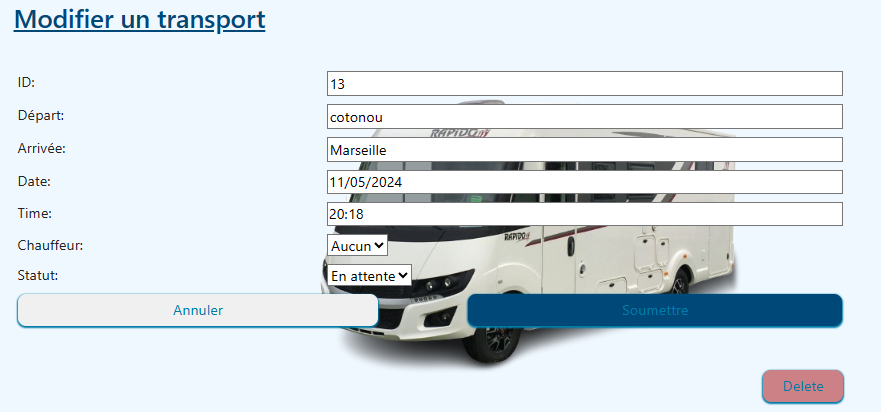 Modifier un transport
ID: 13
Départ: cotonou
Arrivée: Marseille
Date: 11/05/2024
Time: 20:18
Chauffeur: Aucun
Statut: En attente
Annuler Soumettre
Delete
RAPIDO
RAPIDO